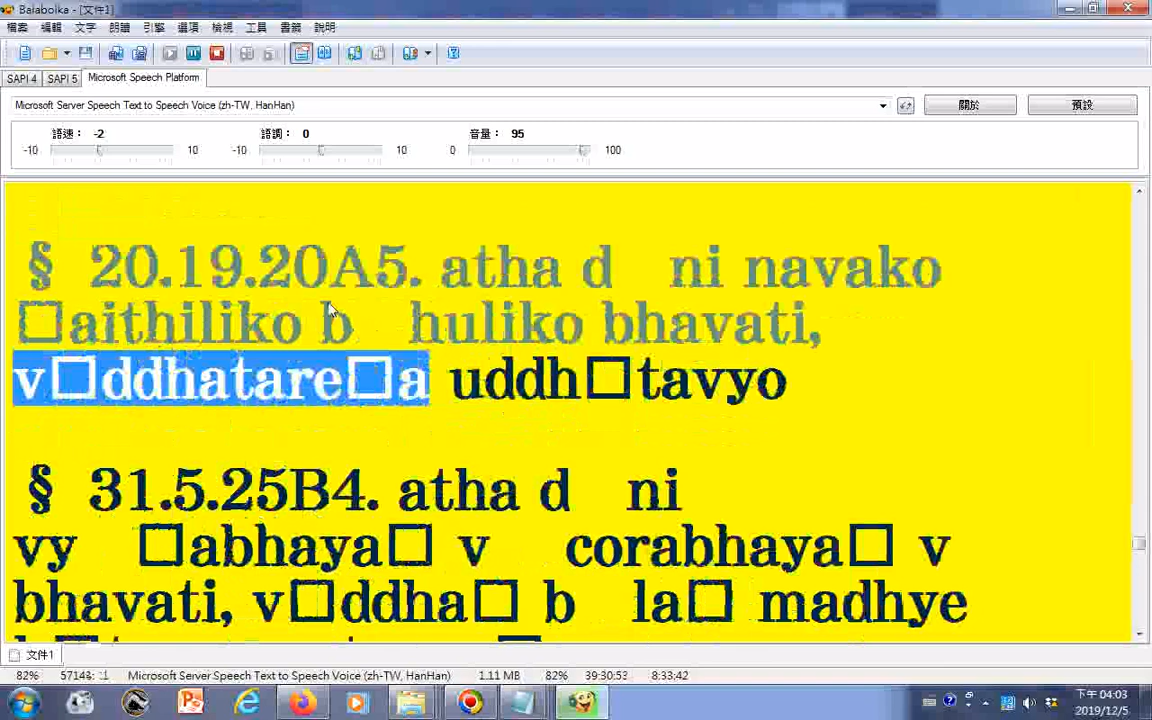 Balabolka - [文件1]
檔案 編輯 文字 朗讀 引擎 選項 檢視 工具 書籤 說明
SAPI 4 SAPI 5 Microsoft Speech Platform
Microsoft Server Speech Text to Speech Voice (zh-TW, HanHan) 關於 預設
語速： -2 語調： 0 音量： 95
-10 10 -10 10 0 100
§ 20.19.20A5. atha d ni navako
□aithiliko b huliko bhavati,
v□ddhatare□a uddh□tavyo
§ 31.5.25B4. atha d ni
vy □abhaya□ v corabhaya□ v
bhavati, v□ddha□ b la□ madhye
文件1
82% Microsoft Server Speech Text to Speech Voice (zh-TW, HanHan) 1.11 MB 82% 39:30:53 8:33:42
下午 04:03
2019/12/5